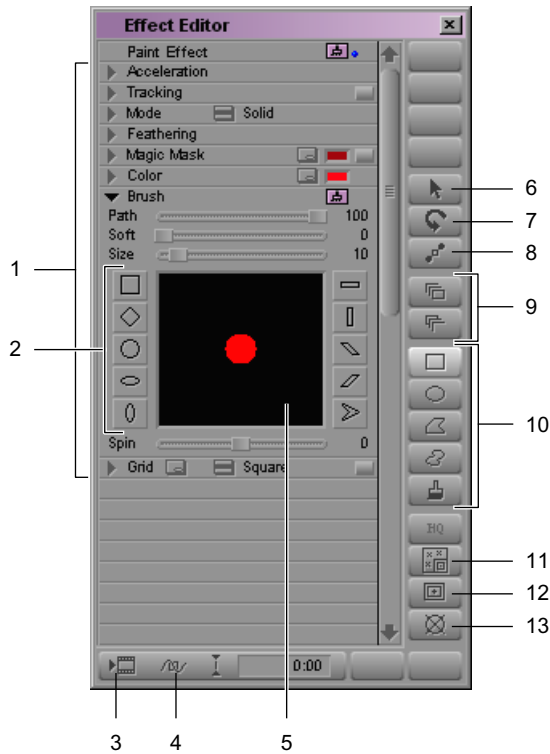 Effect Editor
Paint Effect
Acceleration
Tracking
Mode Solid
Feathering
Magic Mask
Color
Brush
Path 100
Soft 0
Size 10
Spin 0
Grid Square
HQ
0:00
1
2
3
4
5
6
7
8
9
10
11
12
13